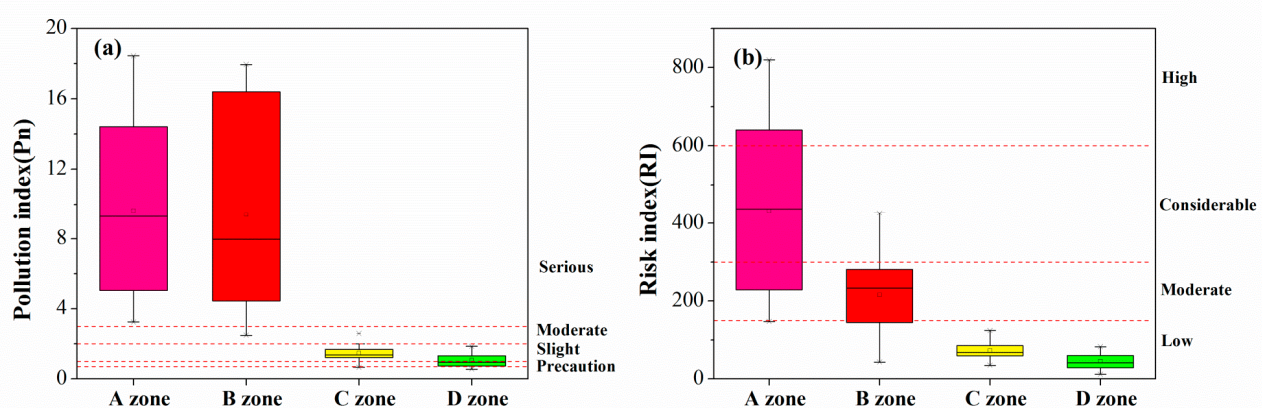 (a)
Pollution index(Pn)
20
16
12
8
4
0
Serious
Moderate
Slight
Precaution
A zone B zone C zone D zone
(b)
Risk index(RI)
800
600
400
200
0
High
Considerable
Moderate
Low
A zone B zone C zone D zone